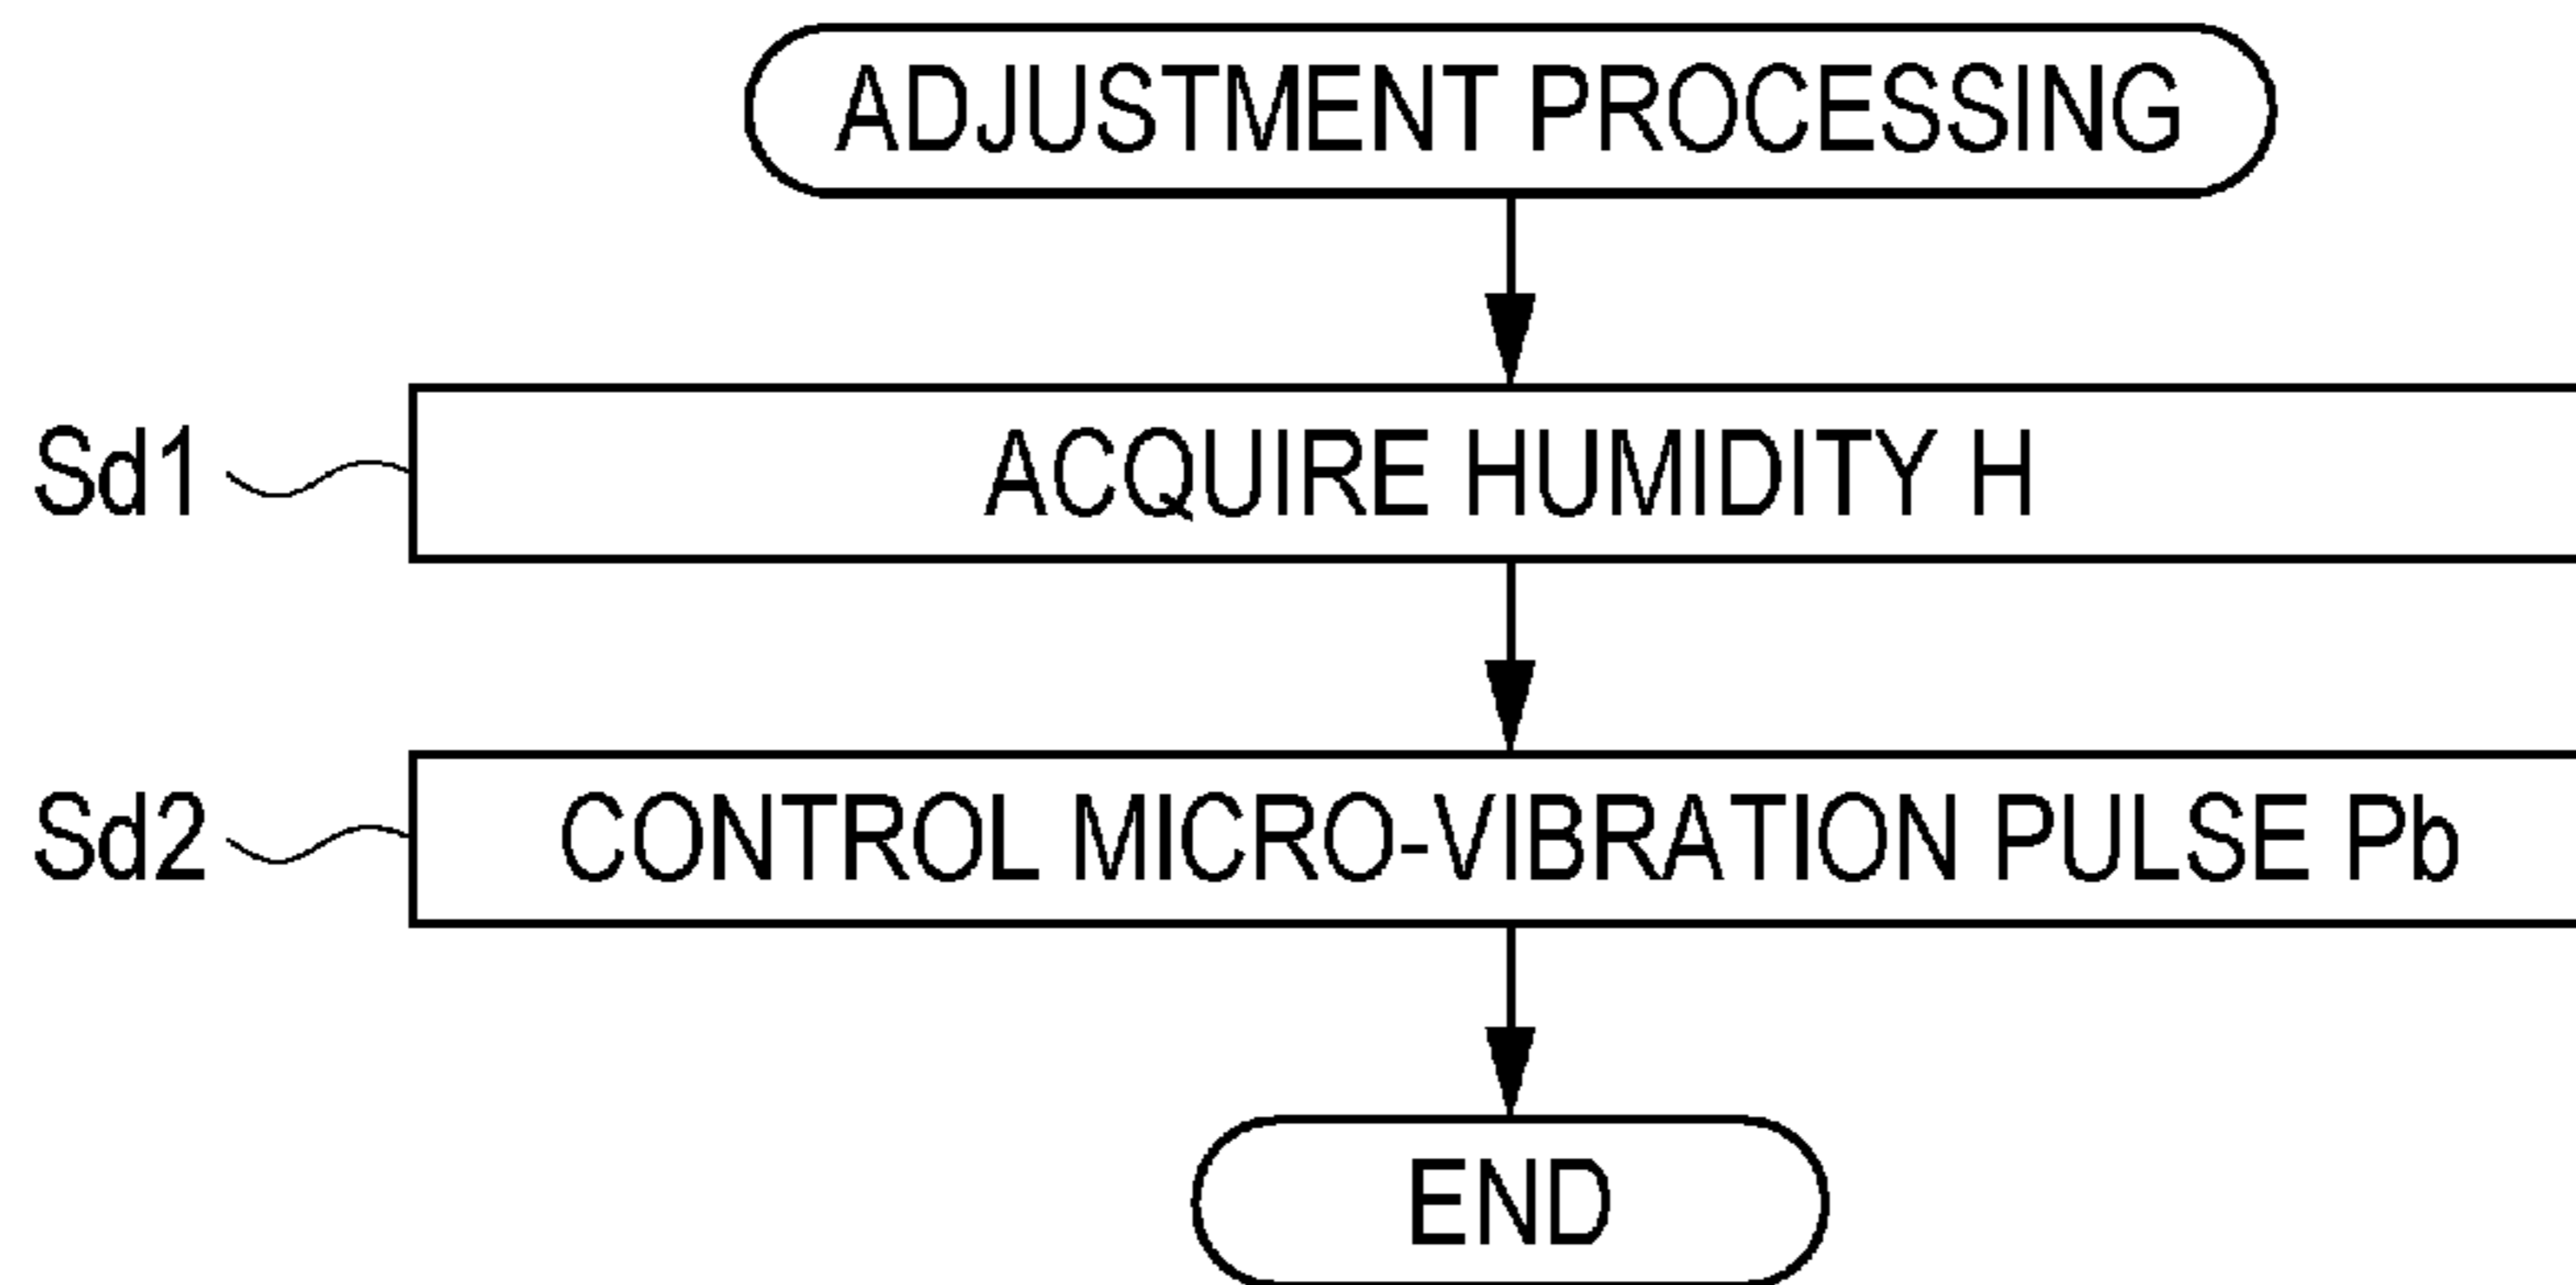 ADJUSTMENT PROCESSING
Sd1 ACQUIRE HUMIDITY H
Sd2 CONTROL MICRO-VIBRATION PULSE Pb
END